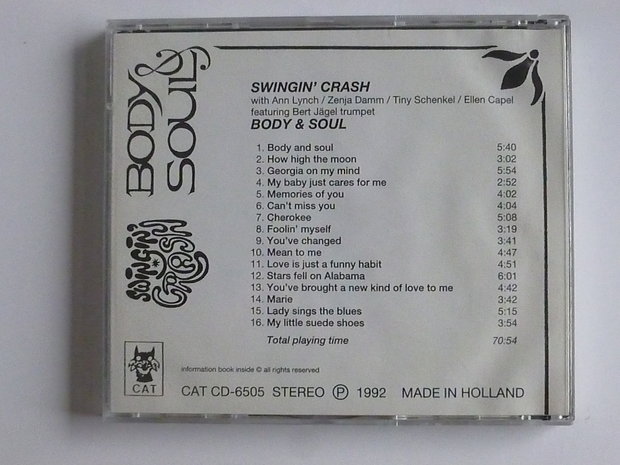 BODY & SOUL
SWINGIN' CRASH
SWINGIN' CRASH
with Ann Lynch / Zenja Damm / Tiny Schenkel / Ellen Capel
featuring Bert Jägel trumpet
BODY & SOUL
1. Body and soul 5:40
2. How high the moon 3:02
3. Georgia on my mind 5:54
4. My baby just cares for me 2:52
5. Memories of you 4:02
6. Can't miss you 4:04
7. Cherokee 5:08
8. Foolin' myself 3:19
9. You've changed 3:41
10. Mean to me 4:47
11. Love is just a funny habit 4:51
12. Stars fell on Alabama 6:01
13. You've brought a new kind of love to me 4:42
14. Marie 3:42
15. Lady sings the blues 5:15
16. My little suede shoes 3:54
Total playing time 70:54
information book inside © all rights reserved
CAT
CAT CD-6505 STEREO Ⓟ 1992 MADE IN HOLLAND